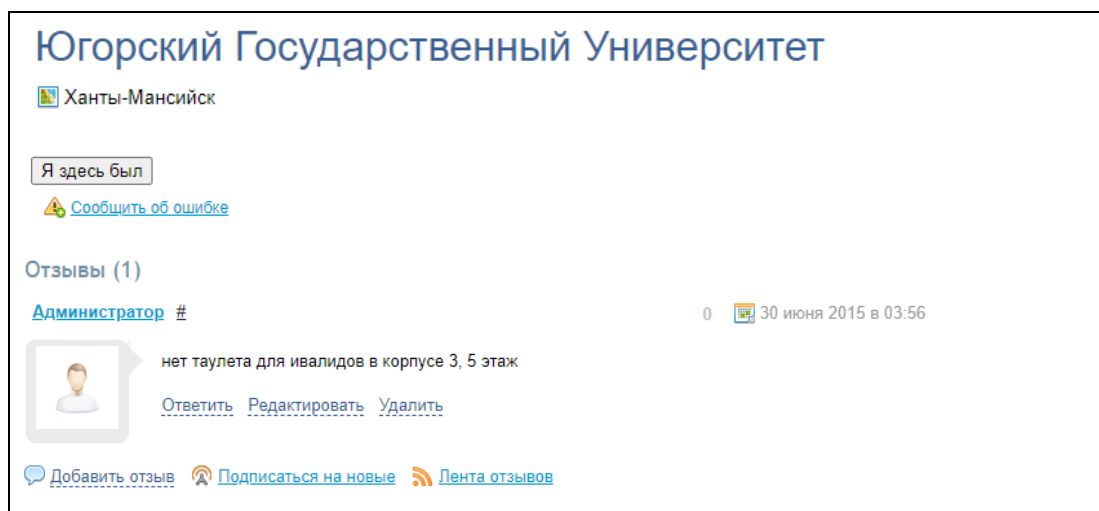 Югорский Государственный Университет
Ханты-Мансийск
Я здесь был
Сообщить об ошибке
Отзывы (1)
Администратор # 0 30 июня 2015 в 03:56
нет таулета для ивалидов в корпусе 3, 5 этаж
Ответить Редактировать Удалить
Добавить отзыв Подписаться на новые Лента отзывов